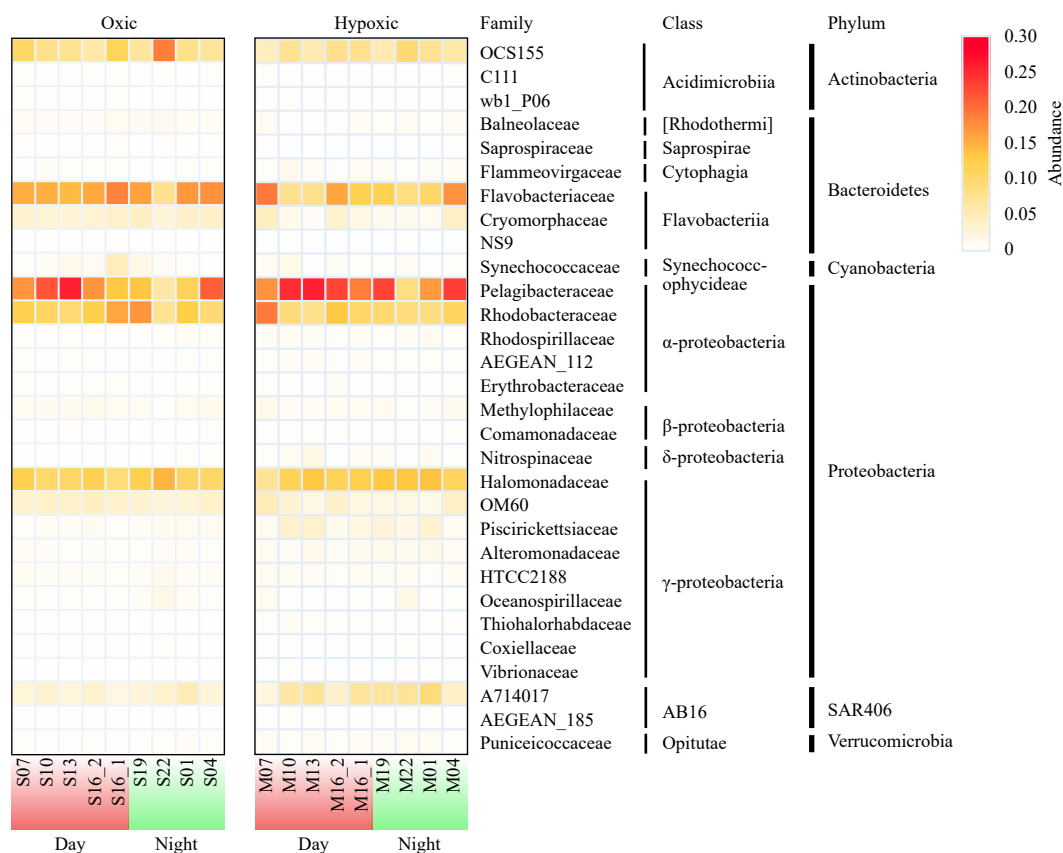 Oxic
Hypoxic
Family
Class
Phylum
OCS155
C111
wb1_P06
Balneolaceae
Saprospiraceae
Flammeovirgaceae
Flavobacteriaceae
Cryomorphaceae
NS9
Synechococcaceae
Pelagibacteraceae
Rhodobacteraceae
Rhodospirillaceae
AEGEAN_112
Erythrobacteraceae
Methylophilaceae
Comamonadaceae
Nitrospinaceae
Halomonadaceae
OM60
Piscirickettsiaceae
Alteromonadaceae
HTCC2188
Oceanospirillaceae
Thiohalorhabdaceae
Coxiellaceae
Vibrionaceae
A714017
AEGEAN_185
Puniceicoccaceae
Acidimicrobiia
[Rhodothermi]
Saprospirae
Cytophagia
Flavobacteriia
Synechococc-
ophycideae
α-proteobacteria
β-proteobacteria
δ-proteobacteria
γ-proteobacteria
AB16
Opitutae
Actinobacteria
Bacteroidetes
Cyanobacteria
Proteobacteria
SAR406
Verrucomicrobia
0.30
0.25
0.20
0.15
0.10
0.05
0
Abundance
S07
S10
S13
S16_2
S16_1
S19
S22
S01
S04
M07
M10
M13
M16_2
M16_1
M19
M22
M01
M04
Day
Night
Day
Night